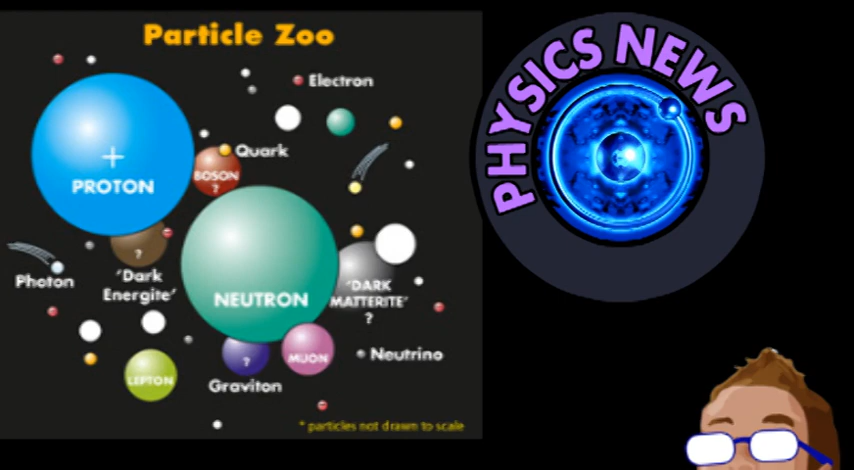 Particle Zoo
PHYSICS NEWS
Electron
+
PROTON
Quark
BOSON
?
?
'Dark
Energite'
Photon
NEUTRON
'DARK
MATTERITE'
?
LEPTON
?
Graviton
MUON
Neutrino
* particles not drawn to scale